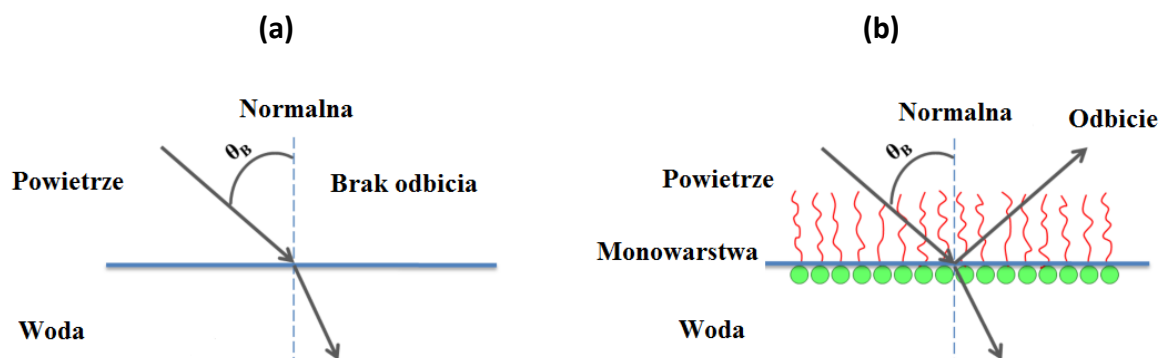 (a)
Normalna
θB
Powietrze
Brak odbicia
Woda
(b)
Normalna
Odbicie
θB
Powietrze
Monowarstwa
Woda